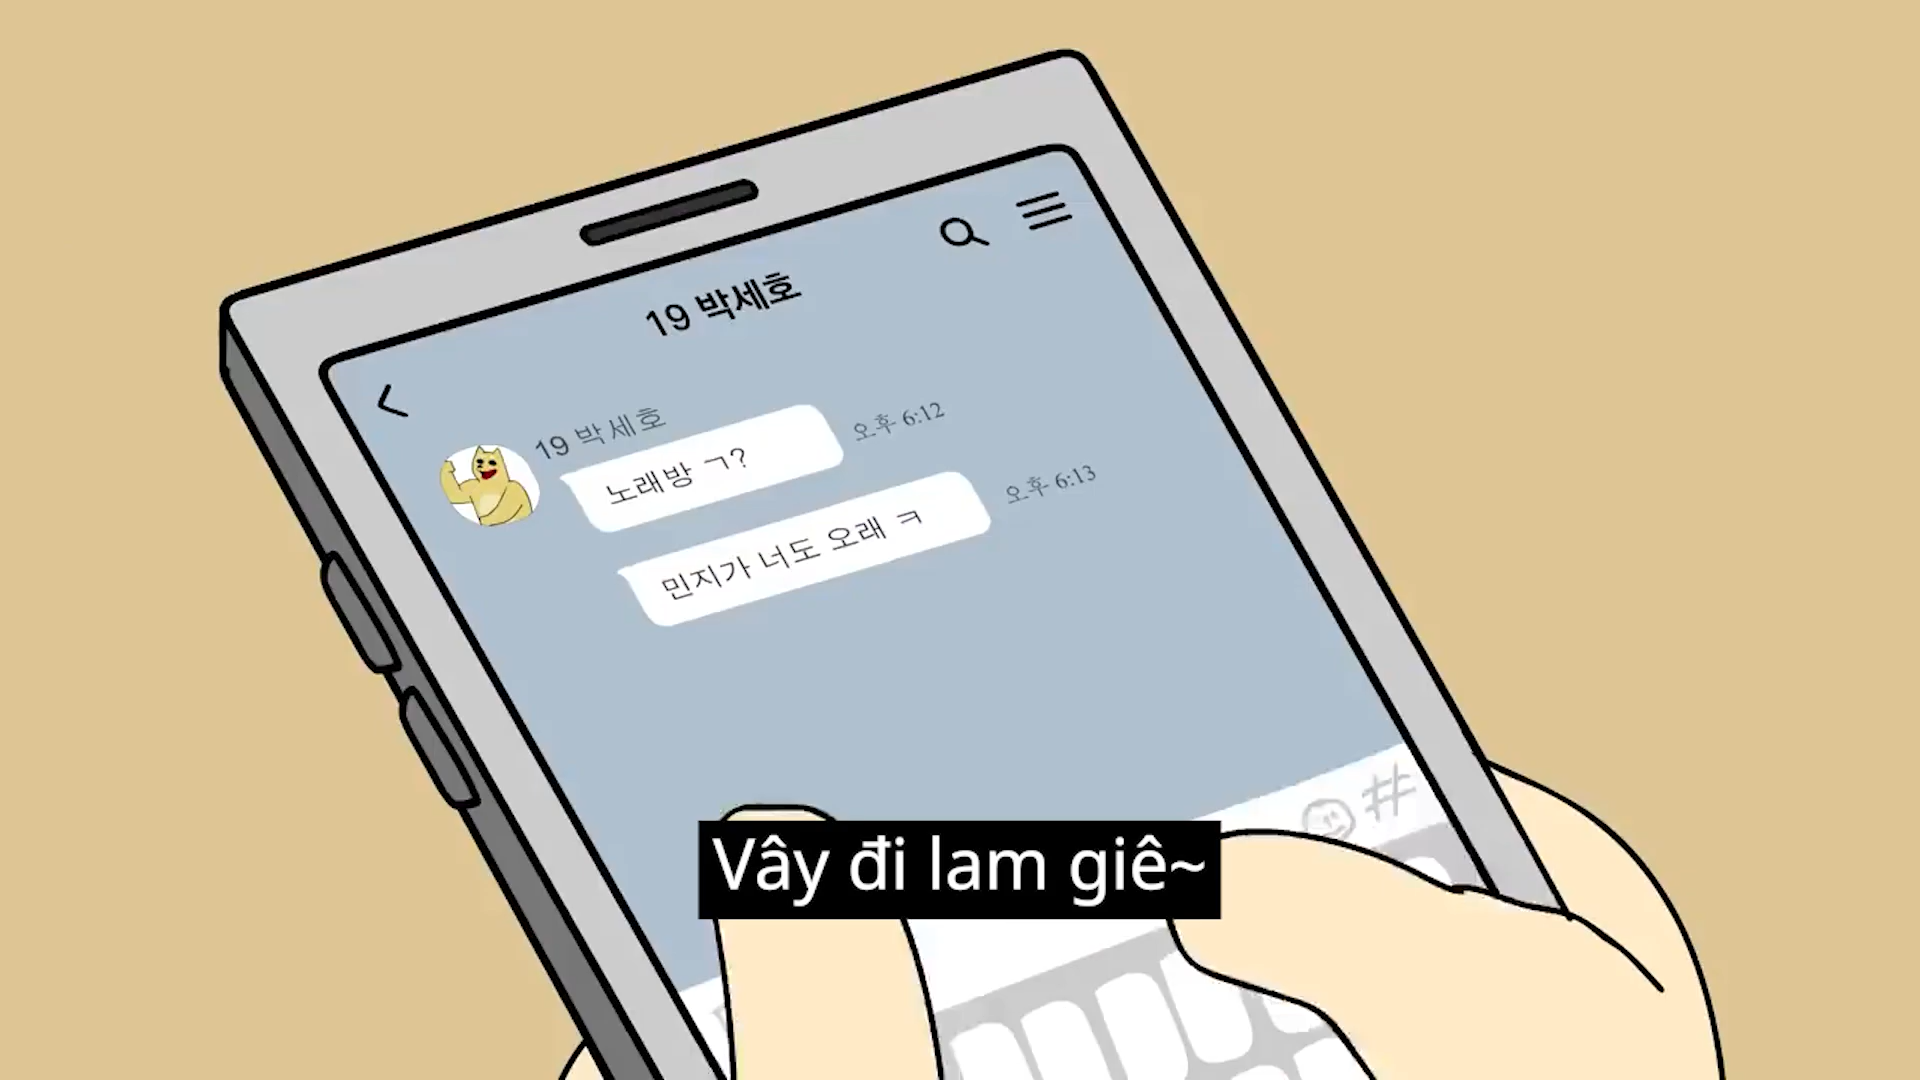 19 박세호
19 박세호
노래방 ㄱ?
오후 6:12
민지가 너도 오래 ㅋ
오후 6:13
#
Vây đi lam giê~